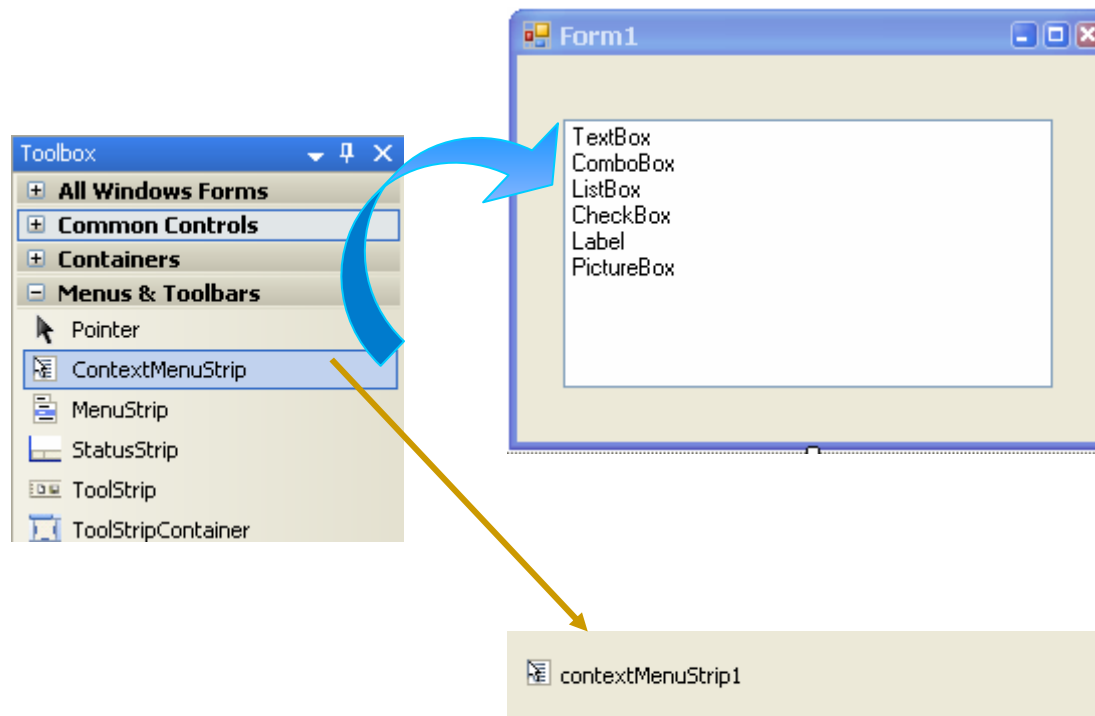 Form1
TextBox
ComboBox
ListBox
CheckBox
Label
PictureBox
Toolbox
All Windows Forms
Common Controls
Containers
Menus & Toolbars
Pointer
ContextMenuStrip
MenuStrip
StatusStrip
ToolStrip
ToolStripContainer
contextMenuStrip1